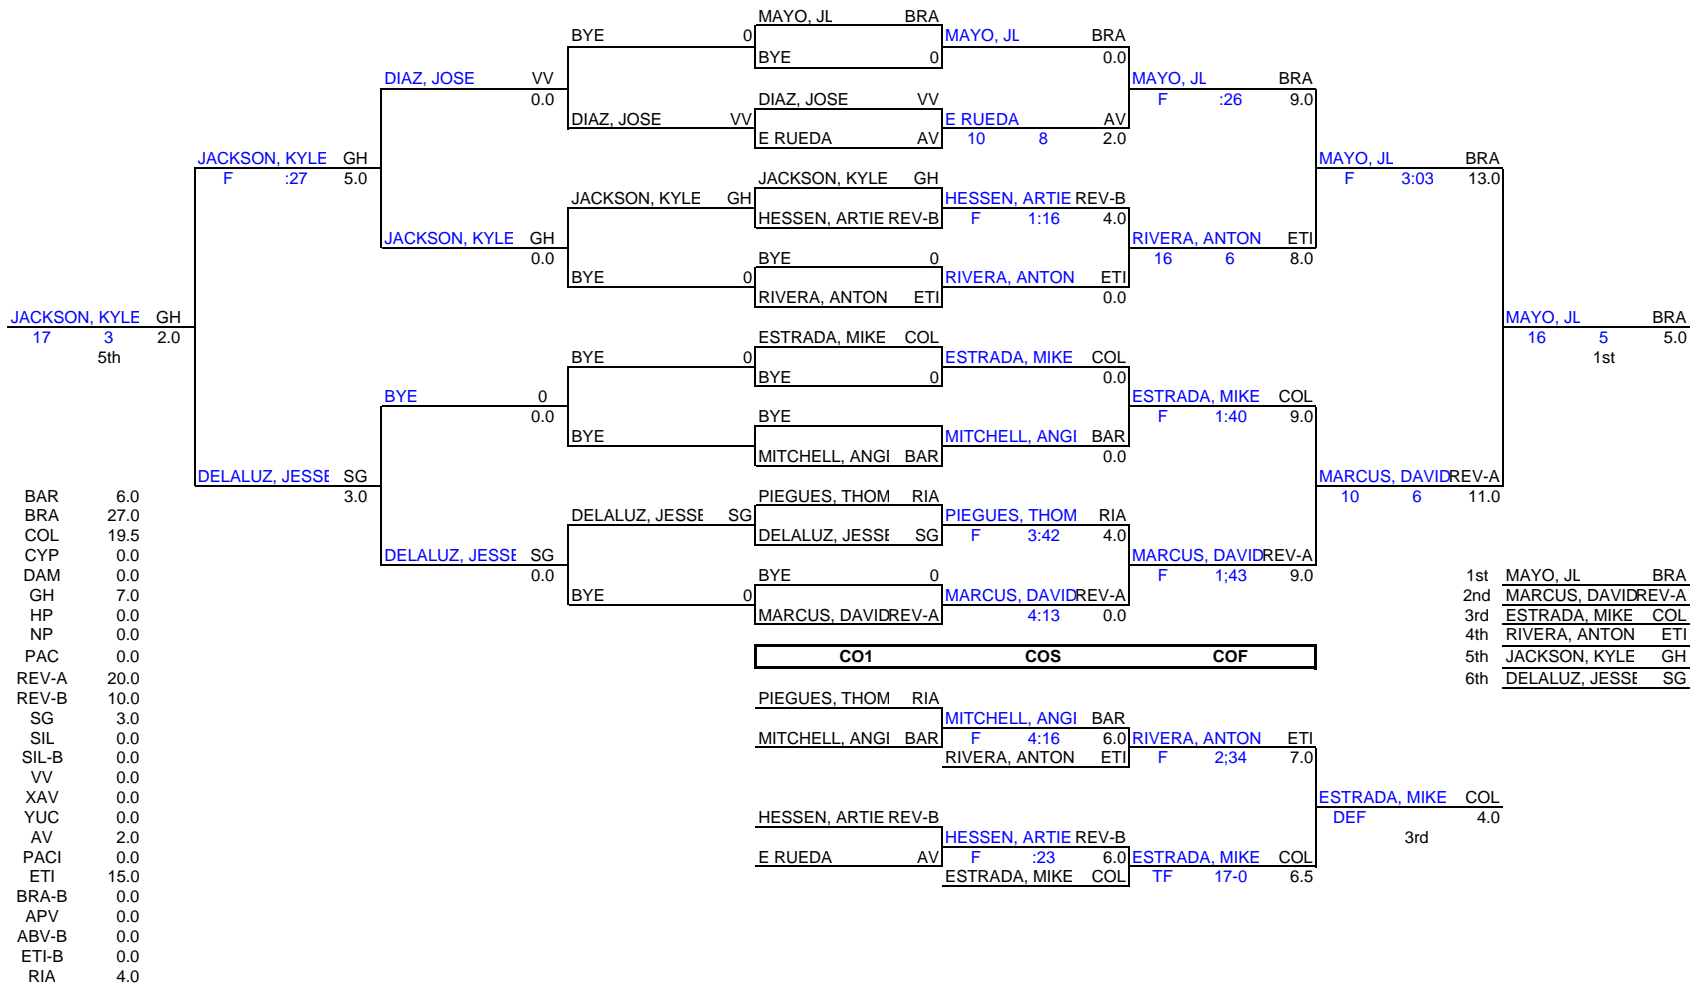 MAYO, JL BRA
BYE 0 MAYO, JL BRA
BYE 0 0.0
DIAZ, JOSE VV MAYO, JL BRA
0.0 DIAZ, JOSE VV F :26 9.0
DIAZ, JOSE VV E RUEDA AV
E RUEDA AV 10 8 2.0
JACKSON, KYLE GH MAYO, JL BRA
F :27 5.0 JACKSON, KYLE GH F 3:03 13.0
JACKSON, KYLE GH HESSEN, ARTIE REV-B
HESSEN, ARTIE REV-B F 1:16 4.0
JACKSON, KYLE GH RIVERA, ANTON ETI
0.0 BYE 0 16 6 8.0
BYE 0 RIVERA, ANTON ETI
RIVERA, ANTON ETI 0.0
JACKSON, KYLE GH MAYO, JL BRA
17 3 2.0 ESTRADA, MIKE COL 16 5 5.0
5th BYE 0 ESTRADA, MIKE COL 1st
BYE 0 0.0
BYE 0 ESTRADA, MIKE COL
0.0 BYE F 1:40 9.0
BYE MITCHELL, ANGI BAR
MITCHELL, ANGI BAR 0.0
DELALUZ, JESSE SG MARCUS, DAVID REV-A
BAR 6.0 3.0 PIEGUES, THOM RIA 10 6 11.0
BRA 27.0 DELALUZ, JESSE SG PIEGUES, THOM RIA
COL 19.5 DELALUZ, JESSE SG F 3:42 4.0
CYP 0.0 DELALUZ, JESSE SG MARCUS, DAVID REV-A
DAM 0.0 0.0 BYE 0 F 1;43 9.0 1st MAYO, JL BRA
GH 7.0 BYE 0 MARCUS, DAVID REV-A 2nd MARCUS, DAVID REV-A
HP 0.0 MARCUS, DAVID REV-A 4:13 0.0 3rd ESTRADA, MIKE COL
NP 0.0 4th RIVERA, ANTON ETI
PAC 0.0 CO1 COS COF 5th JACKSON, KYLE GH
REV-A 20.0 6th DELALUZ, JESSE SG
REV-B 10.0 PIEGUES, THOM RIA
SG 3.0 MITCHELL, ANGI BAR
SIL 0.0 MITCHELL, ANGI BAR F 4:16 6.0 RIVERA, ANTON ETI
SIL-B 0.0 RIVERA, ANTON ETI F 2;34 7.0
VV 0.0
XAV 0.0 ESTRADA, MIKE COL
YUC 0.0 HESSEN, ARTIE REV-B DEF 4.0
AV 2.0 HESSEN, ARTIE REV-B 3rd
PACI 0.0 E RUEDA AV F :23 6.0 ESTRADA, MIKE COL
ETI 15.0 ESTRADA, MIKE COL TF 17-0 6.5
BRA-B 0.0
APV 0.0
ABV-B 0.0
ETI-B 0.0
RIA 4.0